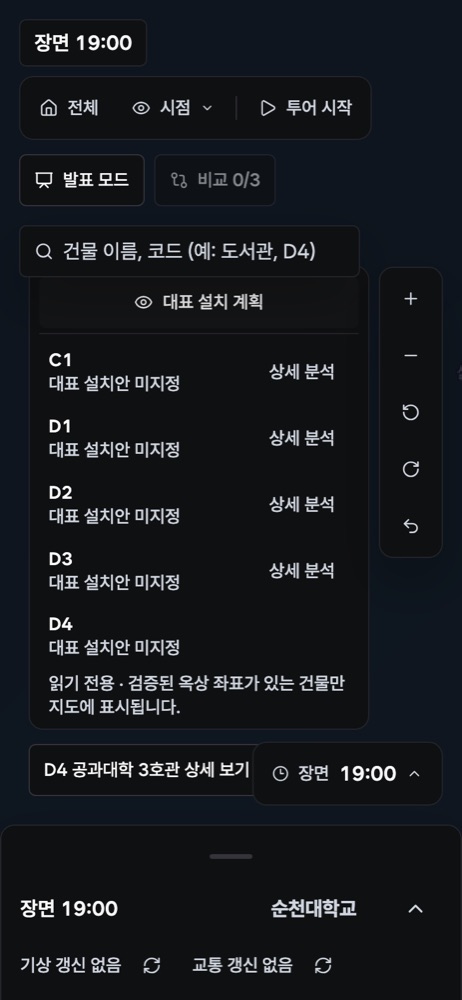 장면 19:00
전체
시점
투어 시작
발표 모드
비교 0/3
건물 이름, 코드 (예: 도서관, D4)
대표 설치 계획
C1
대표 설치안 미지정
상세 분석
D1
대표 설치안 미지정
상세 분석
D2
대표 설치안 미지정
상세 분석
D3
대표 설치안 미지정
상세 분석
D4
대표 설치안 미지정
읽기 전용 · 검증된 옥상 좌표가 있는 건물만
지도에 표시됩니다.
D4 공과대학 3호관 상세 보기
장면 19:00
장면 19:00
순천대학교
기상 갱신 없음
교통 갱신 없음